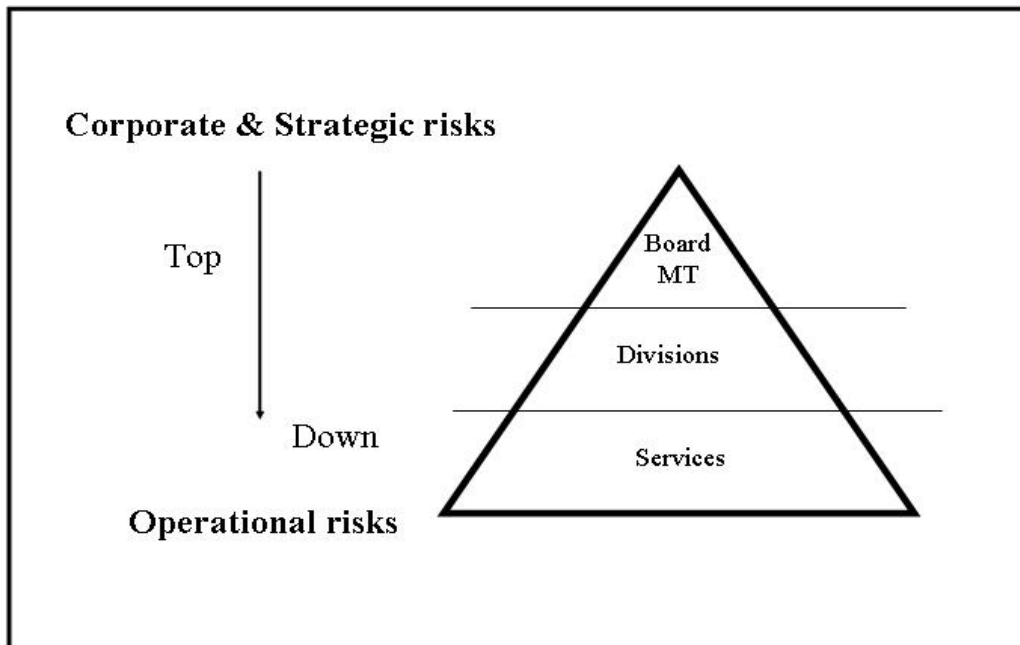 Corporate & Strategic risks
Top
Down
Operational risks
Board
MT
Divisions
Services